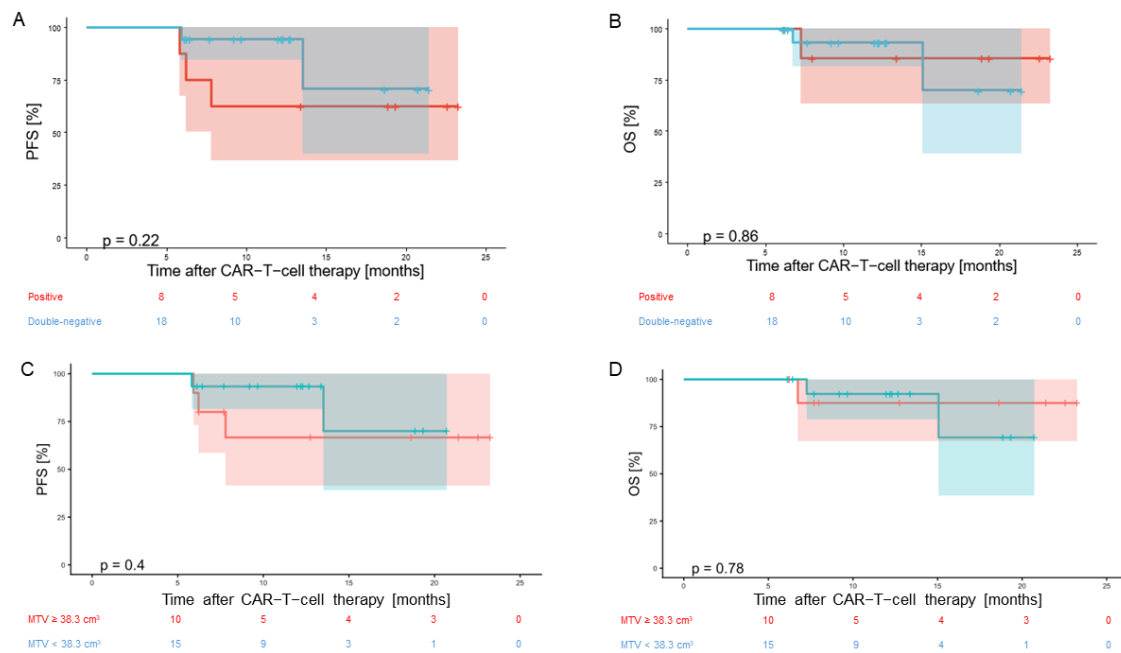 A
100
75
50
25
0
PFS [%]
p = 0.22
0 5 10 15 20 25
Time after CAR−T−cell therapy [months]
Positive 8 5 4 2 0
Double-negative 18 10 3 2 0
B
100
75
50
25
0
OS [%]
p = 0.86
0 5 10 15 20 25
Time after CAR−T−cell therapy [months]
Positive 8 5 4 2 0
Double-negative 18 10 3 2 0
C
100
75
50
25
0
PFS [%]
p = 0.4
0 5 10 15 20 25
Time after CAR−T−cell therapy [months]
MTV ≥ 38.3 cm³ 10 5 4 3 0
MTV < 38.3 cm³ 15 9 3 1 0
D
100
75
50
25
0
OS [%]
p = 0.78
0 5 10 15 20 25
Time after CAR−T−cell therapy [months]
MTV ≥ 38.3 cm³ 10 5 4 3 0
MTV < 38.3 cm³ 15 9 4 1 0